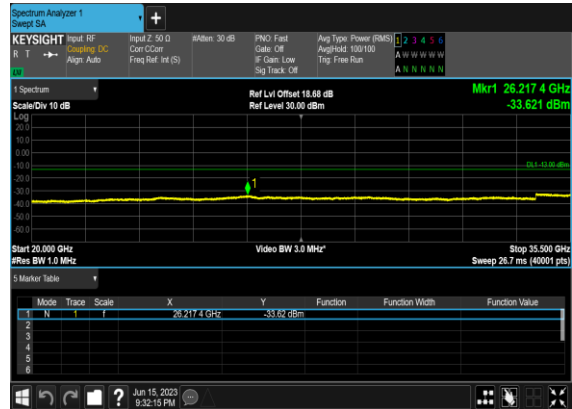 Spectrum Analyzer 1
Swept SA
+
KEYSIGHT Input: RF Input Z: 50 Ω #Atten: 30 dB PNO: Fast Avg Type: Power (RMS) 1 2 3 4 5 6
R T Coupling: DC Corr CCorr Gate: Off Avg|Hold: 100/100 A W W W W W
Align: Auto Freq Ref: Int (S) IF Gain: Low Trig: Free Run
Sig Track: Off A N N N N N
1 Spectrum Ref Lvl Offset 18.68 dB Mkr1 26.217 4 GHz
Scale/Div 10 dB Ref Level 30.00 dBm -33.621 dBm
Log
20.0
10.0
0.00
-10.0
DL1 -13.00 dBm
-20.0
-30.0
1
-40.0
-50.0
-60.0
Start 20.000 GHz Video BW 3.0 MHz* Stop 35.500 GHz
#Res BW 1.0 MHz Sweep 26.7 ms (40001 pts)
5 Marker Table
Mode Trace Scale X Y Function Function Width Function Value
1 N 1 f 26.217 4 GHz -33.62 dBm
2
3
4
5
6
? Jun 15, 2023
9:32:15 PM